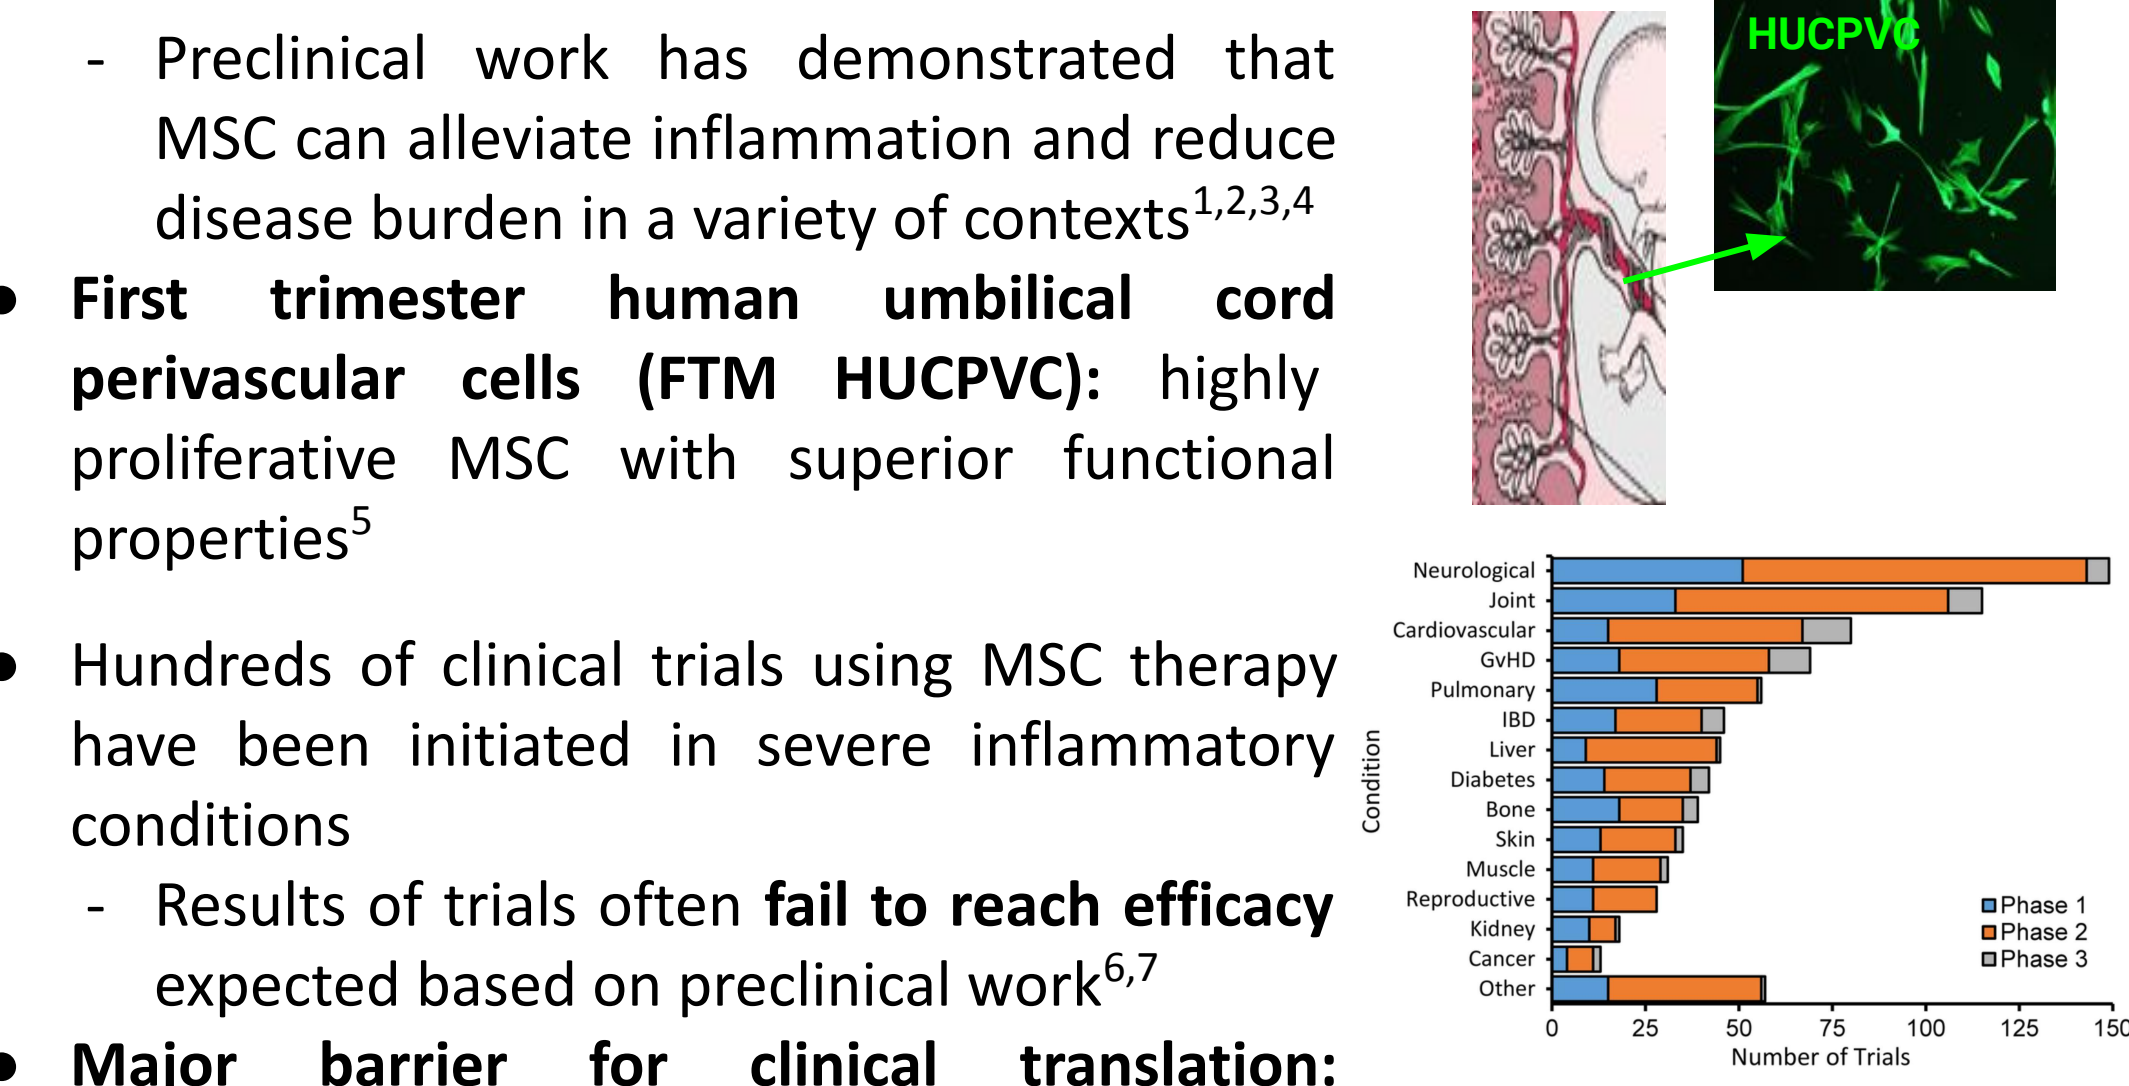 - Preclinical work has demonstrated that
MSC can alleviate inflammation and reduce
disease burden in a variety of contexts1,2,3,4
● First trimester human umbilical cord
perivascular cells (FTM HUCPVC): highly
proliferative MSC with superior functional
properties5
● Hundreds of clinical trials using MSC therapy
have been initiated in severe inflammatory
conditions
- Results of trials often fail to reach efficacy
expected based on preclinical work6,7
● Major barrier for clinical translation:
HUCPVC
Condition
Neurological
Joint
Cardiovascular
GvHD
Pulmonary
IBD
Liver
Diabetes
Bone
Skin
Muscle
Reproductive
Kidney
Cancer
Other
Phase 1
Phase 2
Phase 3
0 25 50 75 100 125 150
Number of Trials